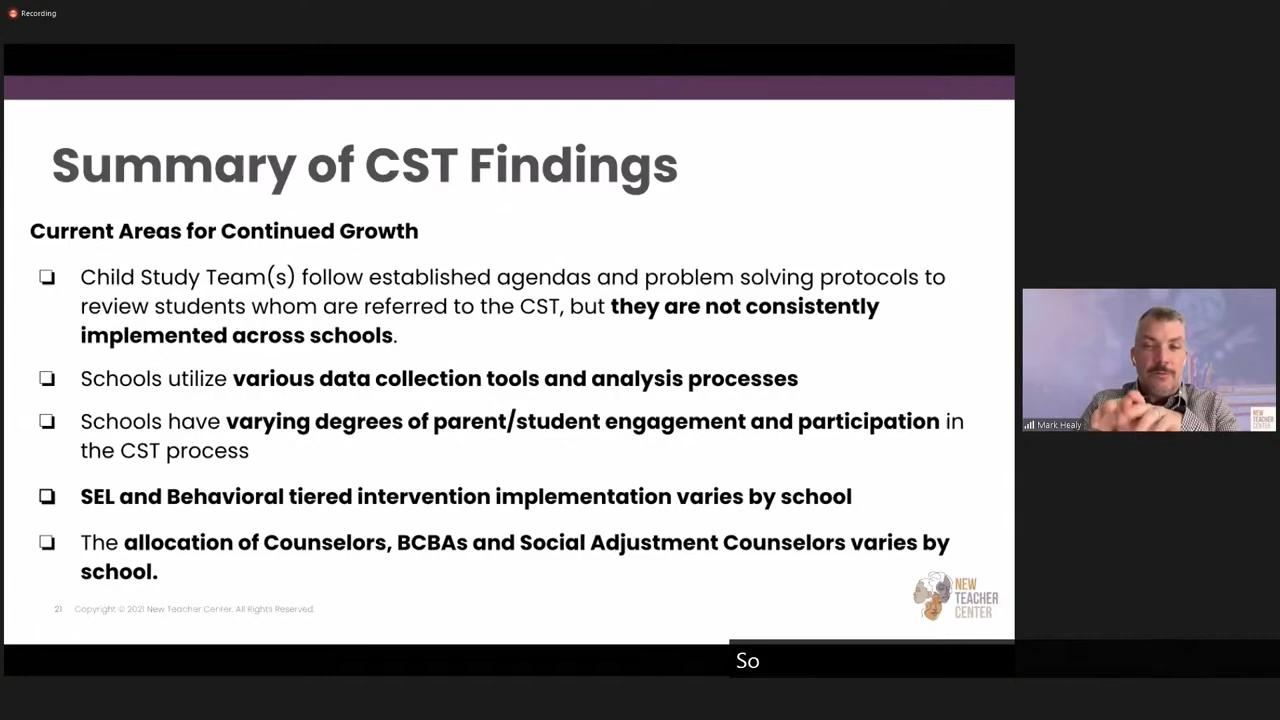 Recording
Summary of CST Findings
Current Areas for Continued Growth
Child Study Team(s) follow established agendas and problem solving protocols to
review students whom are referred to the CST, but they are not consistently
implemented across schools.
Schools utilize various data collection tools and analysis processes
Schools have varying degrees of parent/student engagement and participation in
the CST process
SEL and Behavioral tiered intervention implementation varies by school
The allocation of Counselors, BCBAs and Social Adjustment Counselors varies by
school.
21 Copyright © 2021 New Teacher Center. All Rights Reserved.
NEW
TEACHER
CENTER
Mark Healy
NEW
TEACHER
CENTER
So